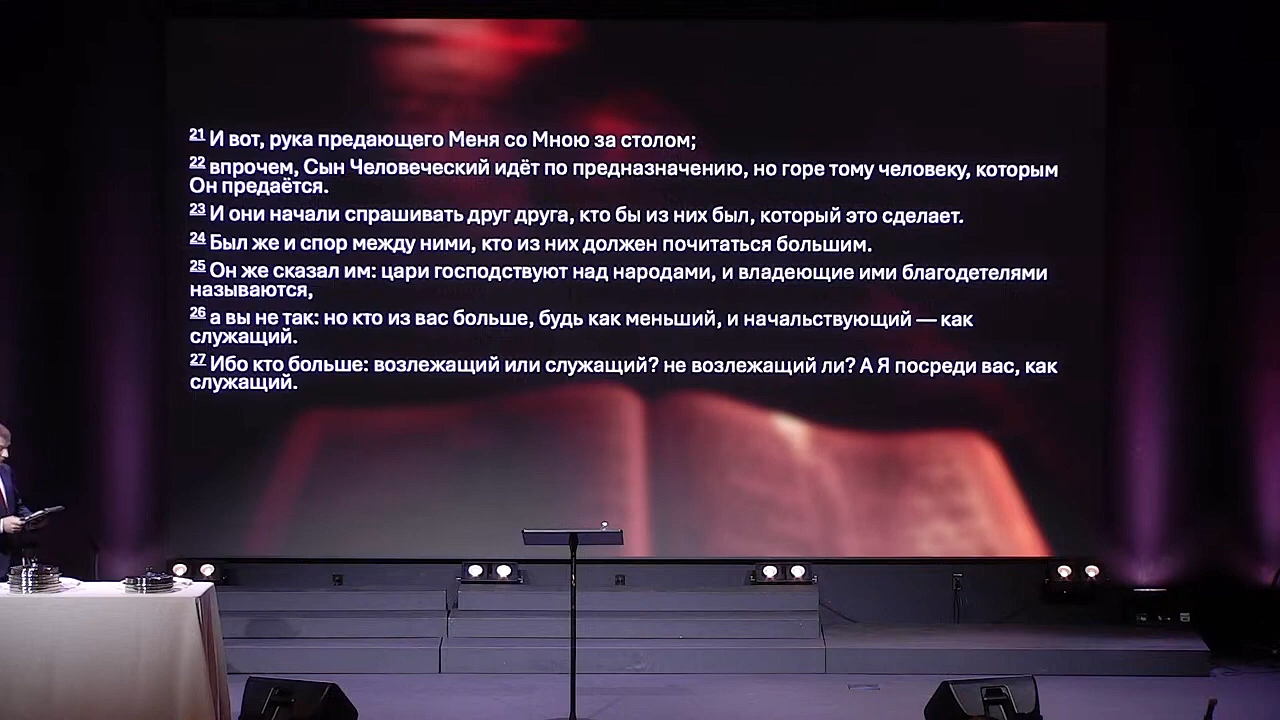 21 И вот, рука предающего Меня со Мною за столом;
22 впрочем, Сын Человеческий идёт по предназначению, но горе тому человеку, которым
Он предаётся.
23 И они начали спрашивать друг друга, кто бы из них был, который это сделает.
24 Был же и спор между ними, кто из них должен почитаться большим.
25 Он же сказал им: цари господствуют над народами, и владеющие ими благодетелями
называются,
26 а вы не так: но кто из вас больше, будь как меньший, и начальствующий — как
служащий.
27 Ибо кто больше: возлежащий или служащий? не возлежащий ли? А Я посреди вас, как
служащий.